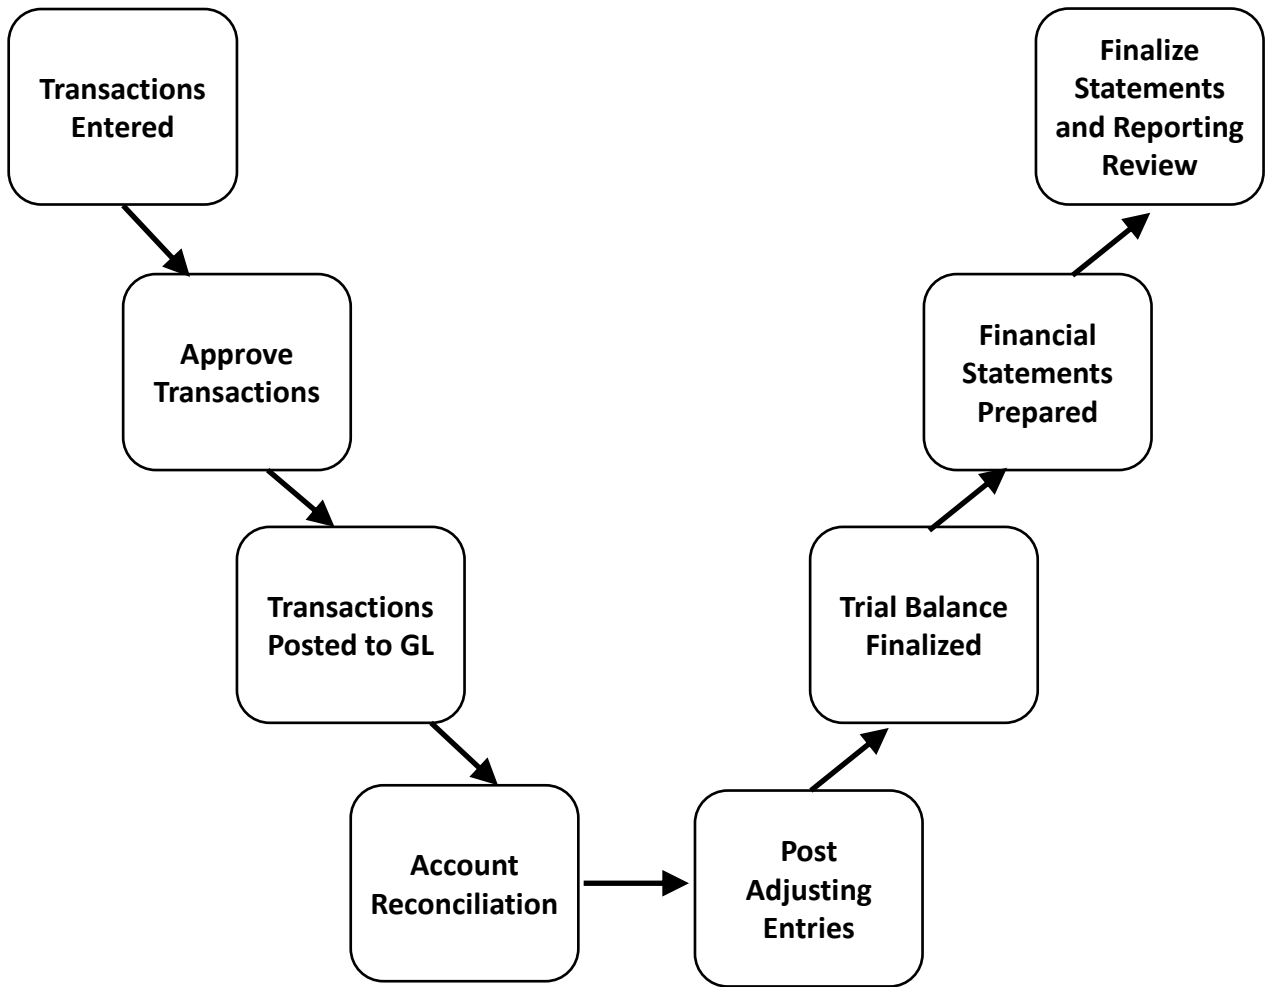 Transactions
Entered
Approve
Transactions
Transactions
Posted to GL
Account
Reconciliation
Post
Adjusting
Entries
Trial Balance
Finalized
Financial
Statements
Prepared
Finalize
Statements
and Reporting
Review